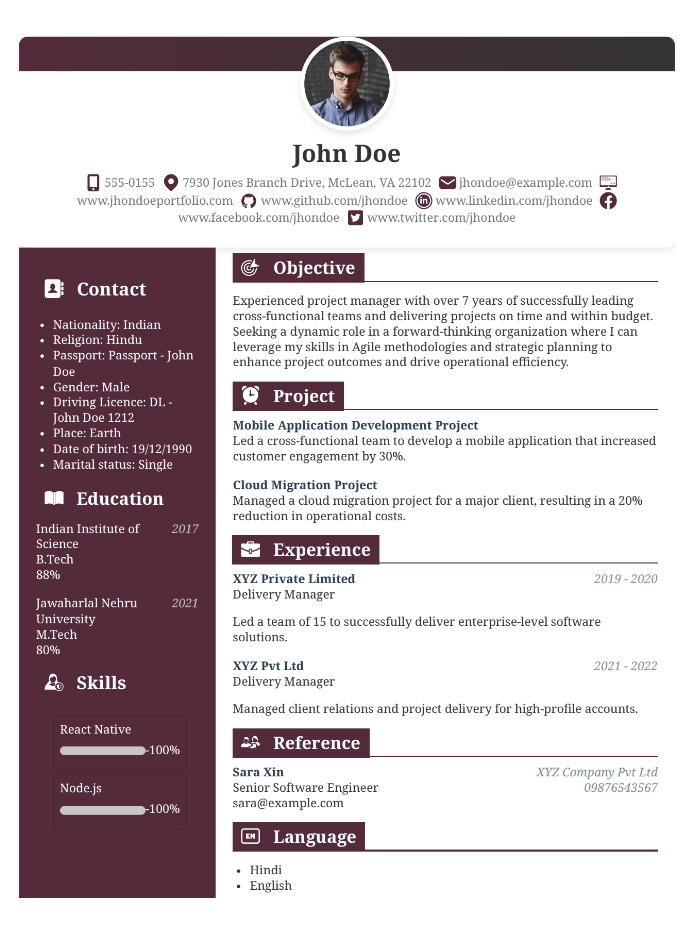 John Doe
555-0155 7930 Jones Branch Drive, McLean, VA 22102 jhondoe@example.com
www.jhondoeportfolio.com www.github.com/jhondoe www.linkedin.com/jhondoe
www.facebook.com/jhondoe www.twitter.com/jhondoe
Contact
• Nationality: Indian
• Religion: Hindu
• Passport: Passport - John
Doe
• Gender: Male
• Driving Licence: DL -
John Doe 1212
• Place: Earth
• Date of birth: 19/12/1990
• Marital status: Single
Education
Indian Institute of 2017
Science
B.Tech
88%
Jawaharlal Nehru 2021
University
M.Tech
80%
Skills
React Native
-100%
Node.js
-100%
Objective
Experienced project manager with over 7 years of successfully leading
cross-functional teams and delivering projects on time and within budget.
Seeking a dynamic role in a forward-thinking organization where I can
leverage my skills in Agile methodologies and strategic planning to
enhance project outcomes and drive operational efficiency.
Project
Mobile Application Development Project
Led a cross-functional team to develop a mobile application that increased
customer engagement by 30%.
Cloud Migration Project
Managed a cloud migration project for a major client, resulting in a 20%
reduction in operational costs.
Experience
XYZ Private Limited 2019 - 2020
Delivery Manager
Led a team of 15 to successfully deliver enterprise-level software
solutions.
XYZ Pvt Ltd 2021 - 2022
Delivery Manager
Managed client relations and project delivery for high-profile accounts.
Reference
Sara Xin XYZ Company Pvt Ltd
Senior Software Engineer 09876543567
sara@example.com
EN Language
• Hindi
• English